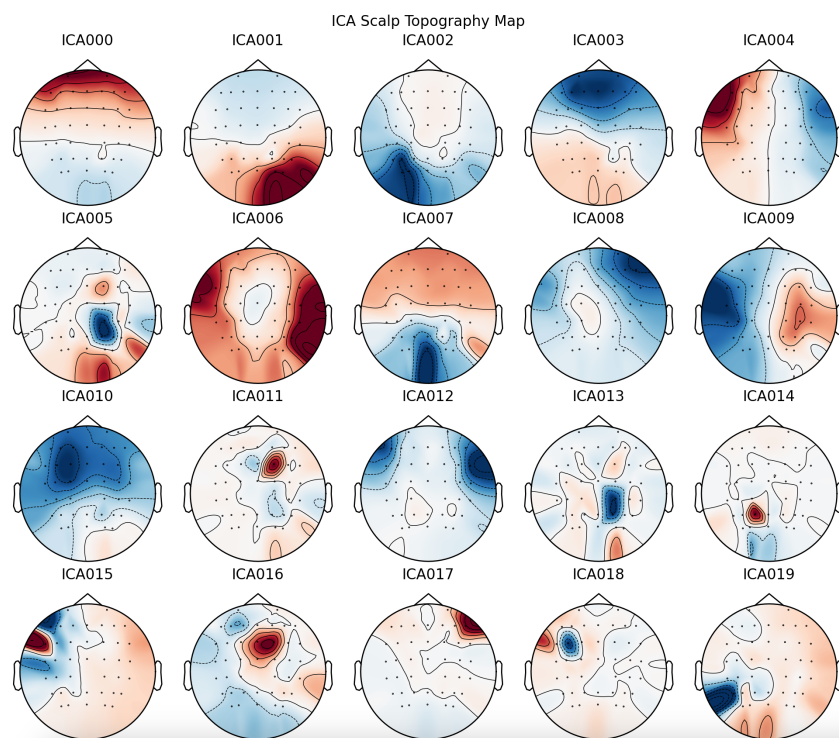 ICA Scalp Topography Map
ICA000 ICA001 ICA002 ICA003 ICA004
ICA005 ICA006 ICA007 ICA008 ICA009
ICA010 ICA011 ICA012 ICA013 ICA014
ICA015 ICA016 ICA017 ICA018 ICA019